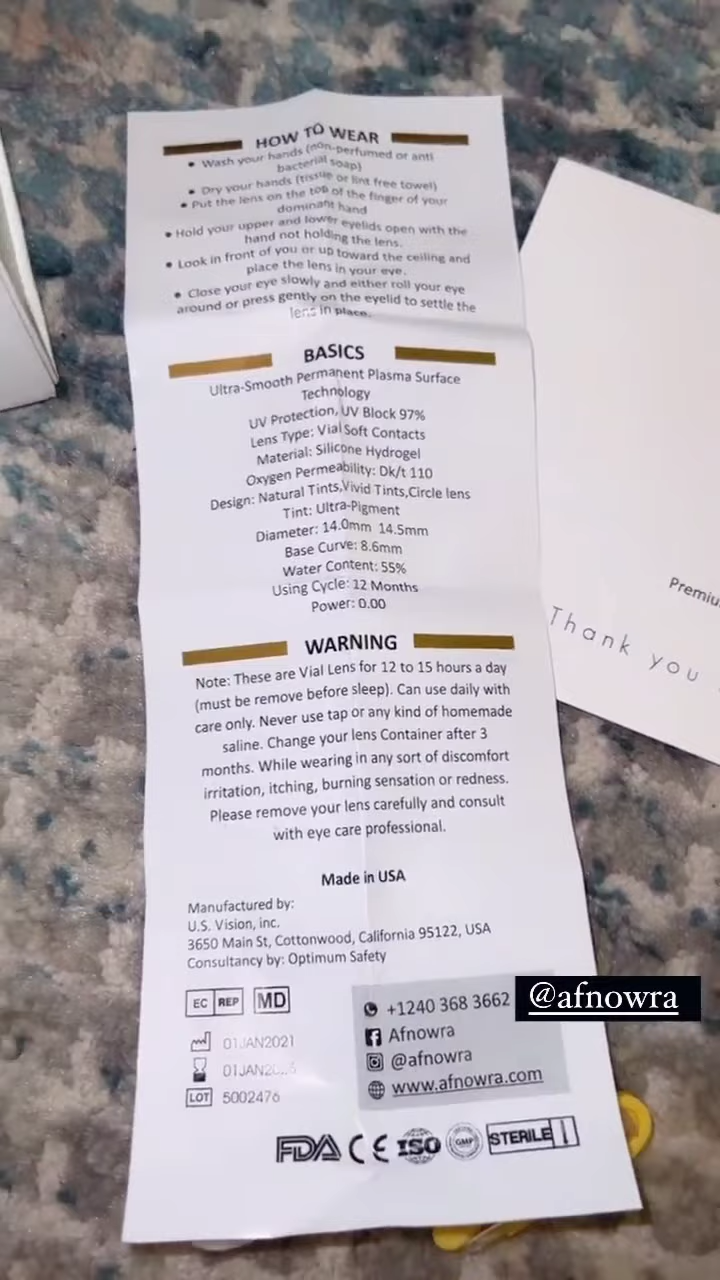 HOW TO WEAR
• Wash your hands (non-perfumed or anti
bacterial soap)
• Dry your hands (tissue or lint free towel)
• Put the lens on the top of the finger of your
dominant hand
• Hold your upper and lower eyelids open with the
hand not holding the lens.
• Look in front of you or up toward the ceiling and
place the lens in your eye.
• Close your eye slowly and either roll your eye
around or press gently on the eyelid to settle the
lens in place.
BASICS
Ultra-Smooth Permanent Plasma Surface
Technology
UV Protection, UV Block 97%
Lens Type: Vial Soft Contacts
Material: Silicone Hydrogel
Oxygen Permeability: Dk/t 110
Design: Natural Tints,Vivid Tints,Circle lens
Tint: Ultra-Pigment
Diameter: 14.0mm 14.5mm
Base Curve: 8.6mm
Water Content: 55%
Using Cycle: 12 Months
Power: 0.00
WARNING
Note: These are Vial Lens for 12 to 15 hours a day
(must be remove before sleep). Can use daily with
care only. Never use tap or any kind of homemade
saline. Change your lens Container after 3
months. While wearing in any sort of discomfort
irritation, itching, burning sensation or redness.
Please remove your lens carefully and consult
with eye care professional.
Made in USA
Manufactured by:
U.S. Vision, inc.
3650 Main St, Cottonwood, California 95122, USA
Consultancy by: Optimum Safety
EC REP MD
01JAN2021
LOT 5002476
+1240 368 3662
Afnowra
@afnowra
www.afnowra.com
FDA CE ISO GMP STERILE
@afnowra
Premiu
Thank you